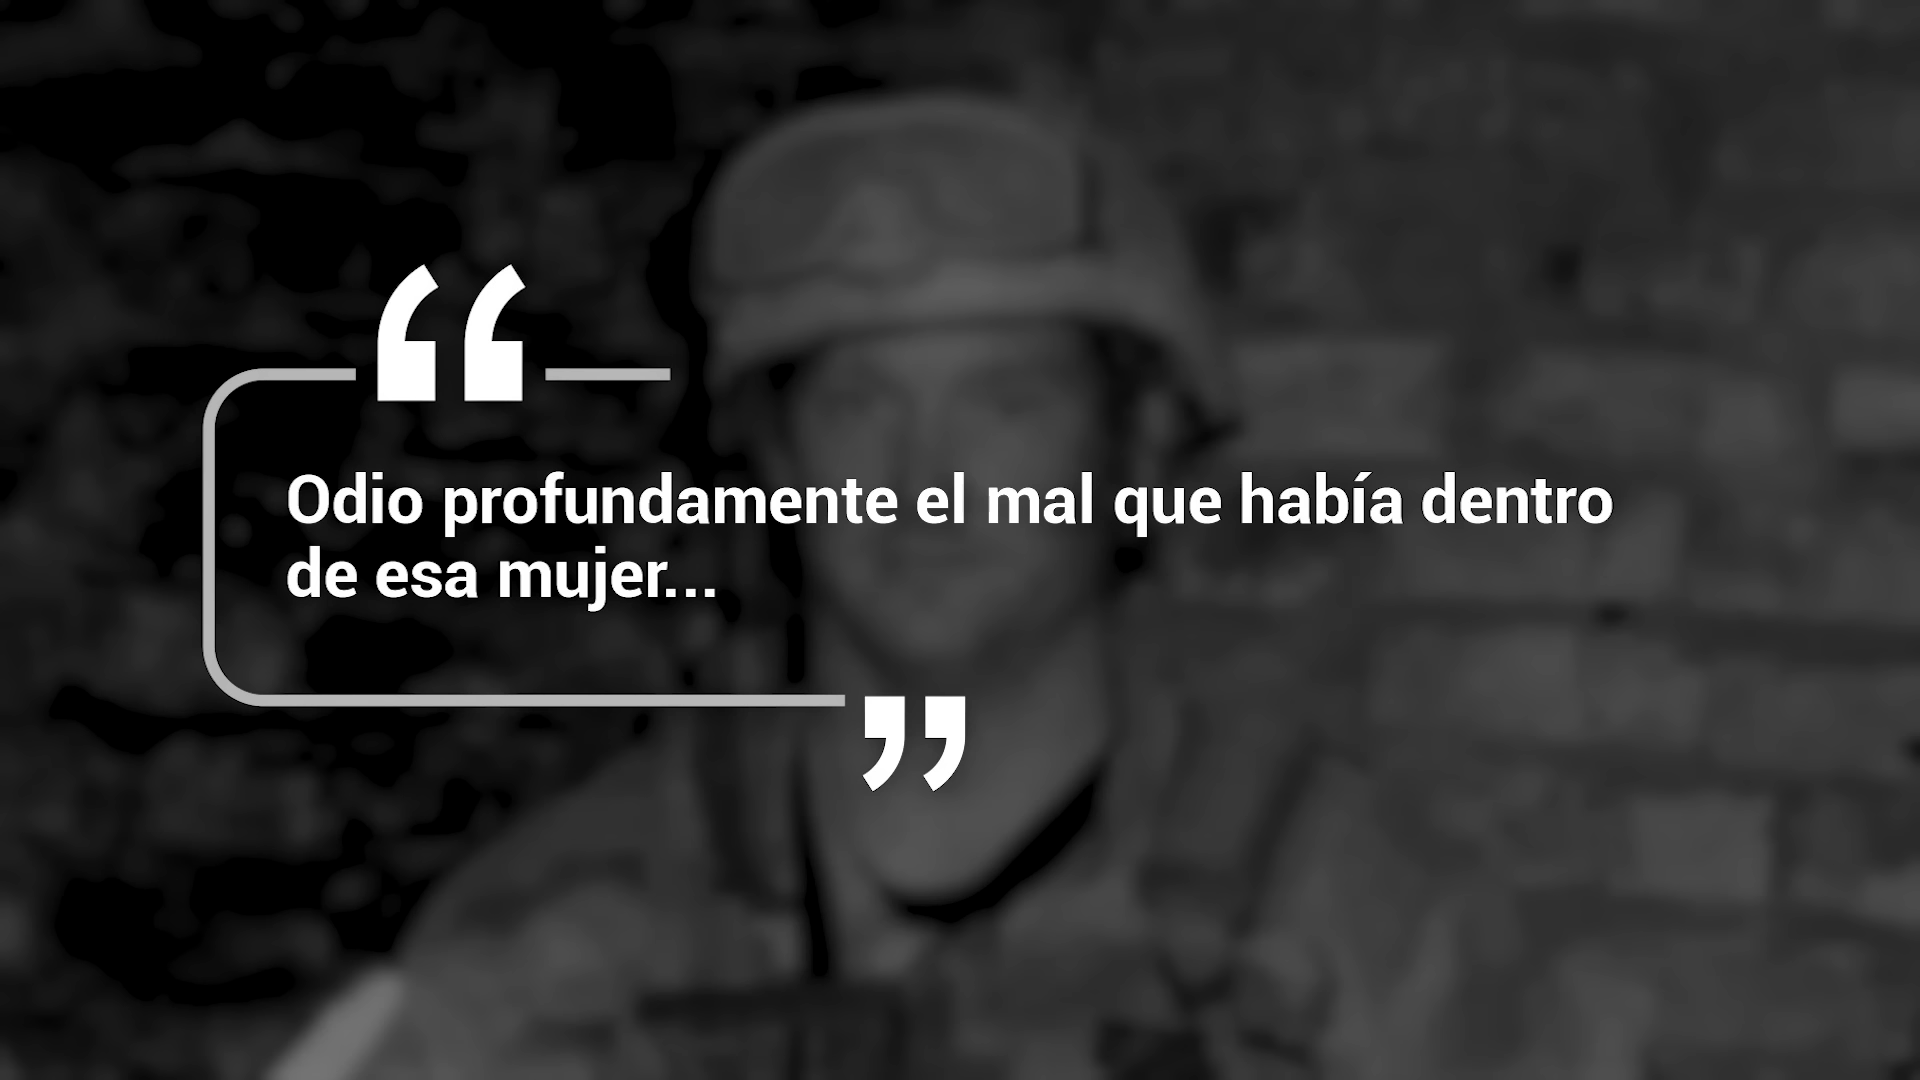 “
Odio profundamente el mal que había dentro
de esa mujer...
”